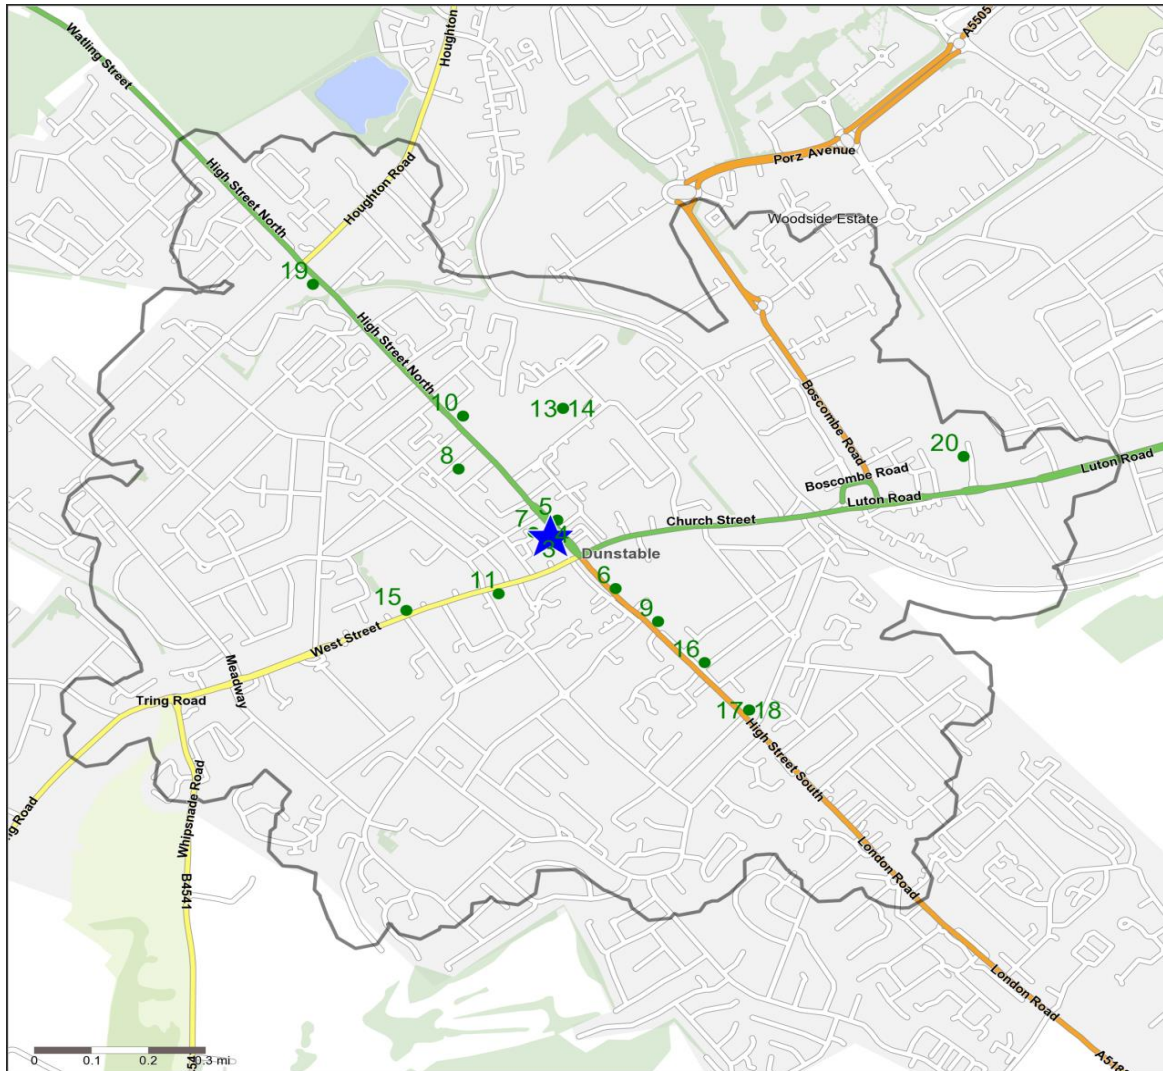 Watling Street
Houghton
A5505
Porz Avenue
High Street North
Houghton Road
Woodside Estate
19
High Street North
10
13 14
Boscombe Road
8
20
Boscombe Road
Luton Road
Luton Road
5
Church Street
7
4
3
Dunstable
6
11
15
9
West Street
16
Meadway
Tring Road
17 18
High Street South
Whipsnade Road
London Road
B4541
London Road
0 0.1 0.2 0.3 mi